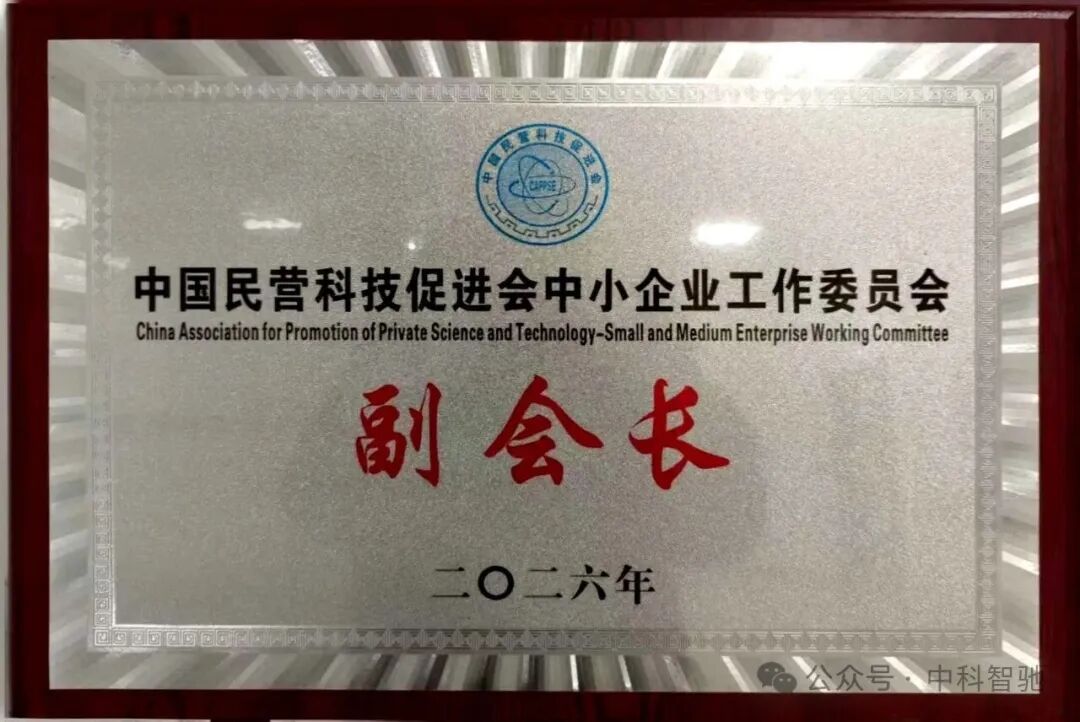 中国民营科技促进会
CAPPSE
中国民营科技促进会中小企业工作委员会
China Association for Promotion of Private Science and Technology-Small and Medium Enterprise Working Committee
副会长
二〇二六年
公众号·中科智驰